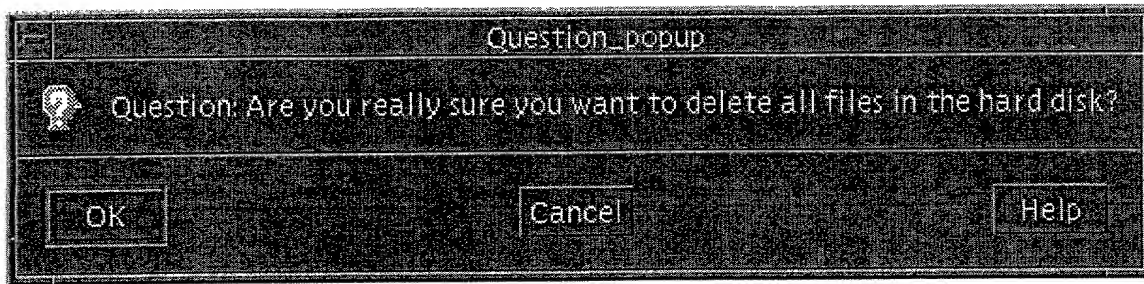 Question_popup
Question: Are you really sure you want to delete all files in the hard disk?
OK Cancel Help